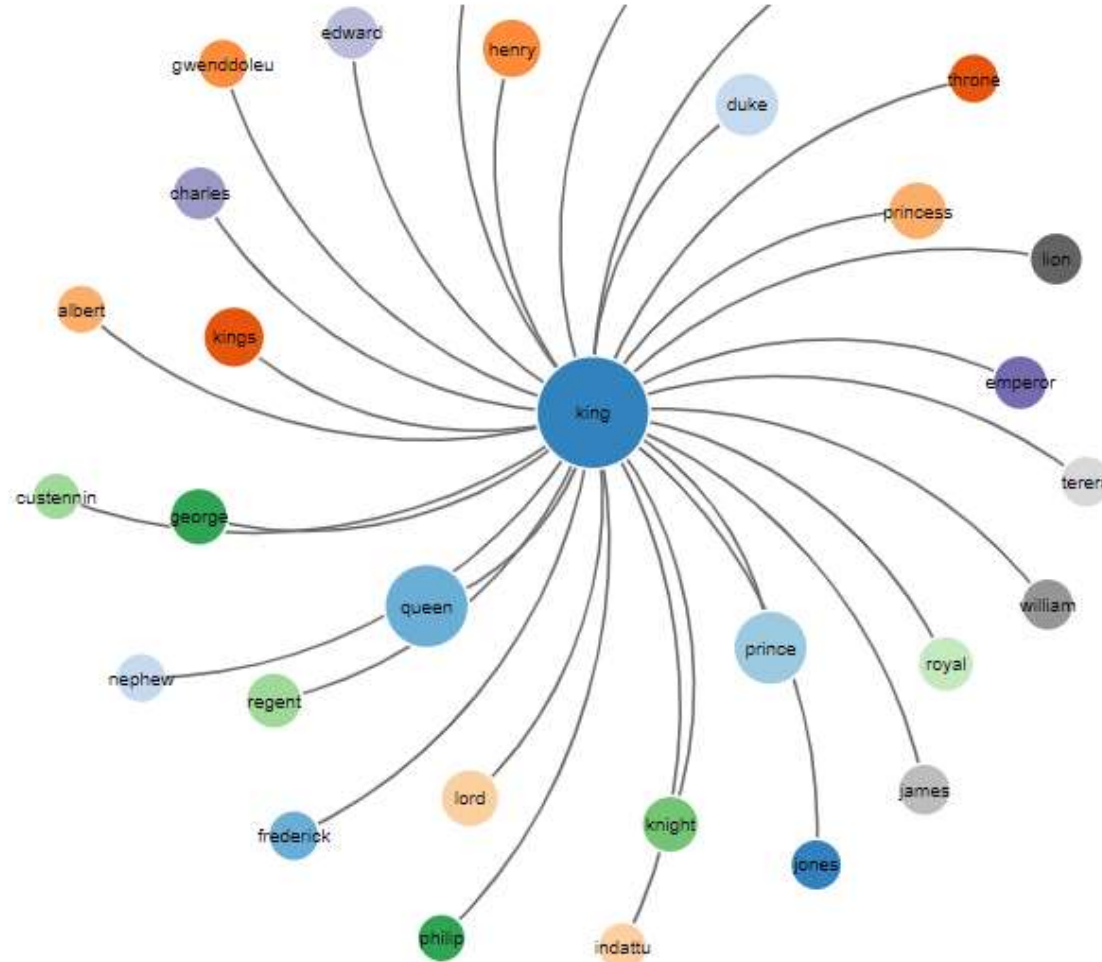 edward
henry
gwenddoleu
throne
duke
charles
princess
lion
albert
kings
emperor
king
custennin
george
queen
william
prince
royal
nephew
regent
james
lord
knight
frederick
jones
philip
indattu